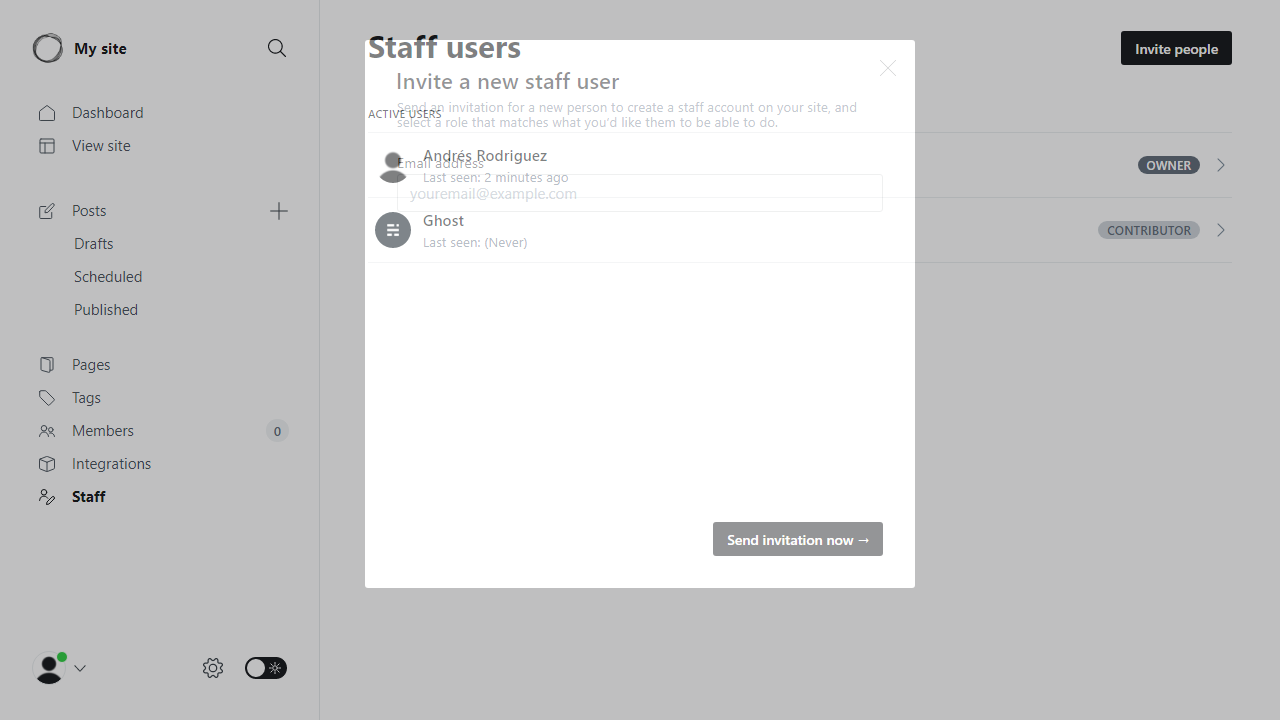 My site
Dashboard
View site
Posts
Drafts
Scheduled
Published
Pages
Tags
Members
0
Integrations
Staff
Staff users
Invite people
Invite a new staff user
Send an invitation for a new person to create a staff account on your site, and
select a role that matches what you'd like them to be able to do.
ACTIVE USERS
Andrés Rodriguez
Last seen: 2 minutes ago
OWNER
Email address
youremail@example.com
Ghost
Last seen: (Never)
CONTRIBUTOR
Send invitation now →